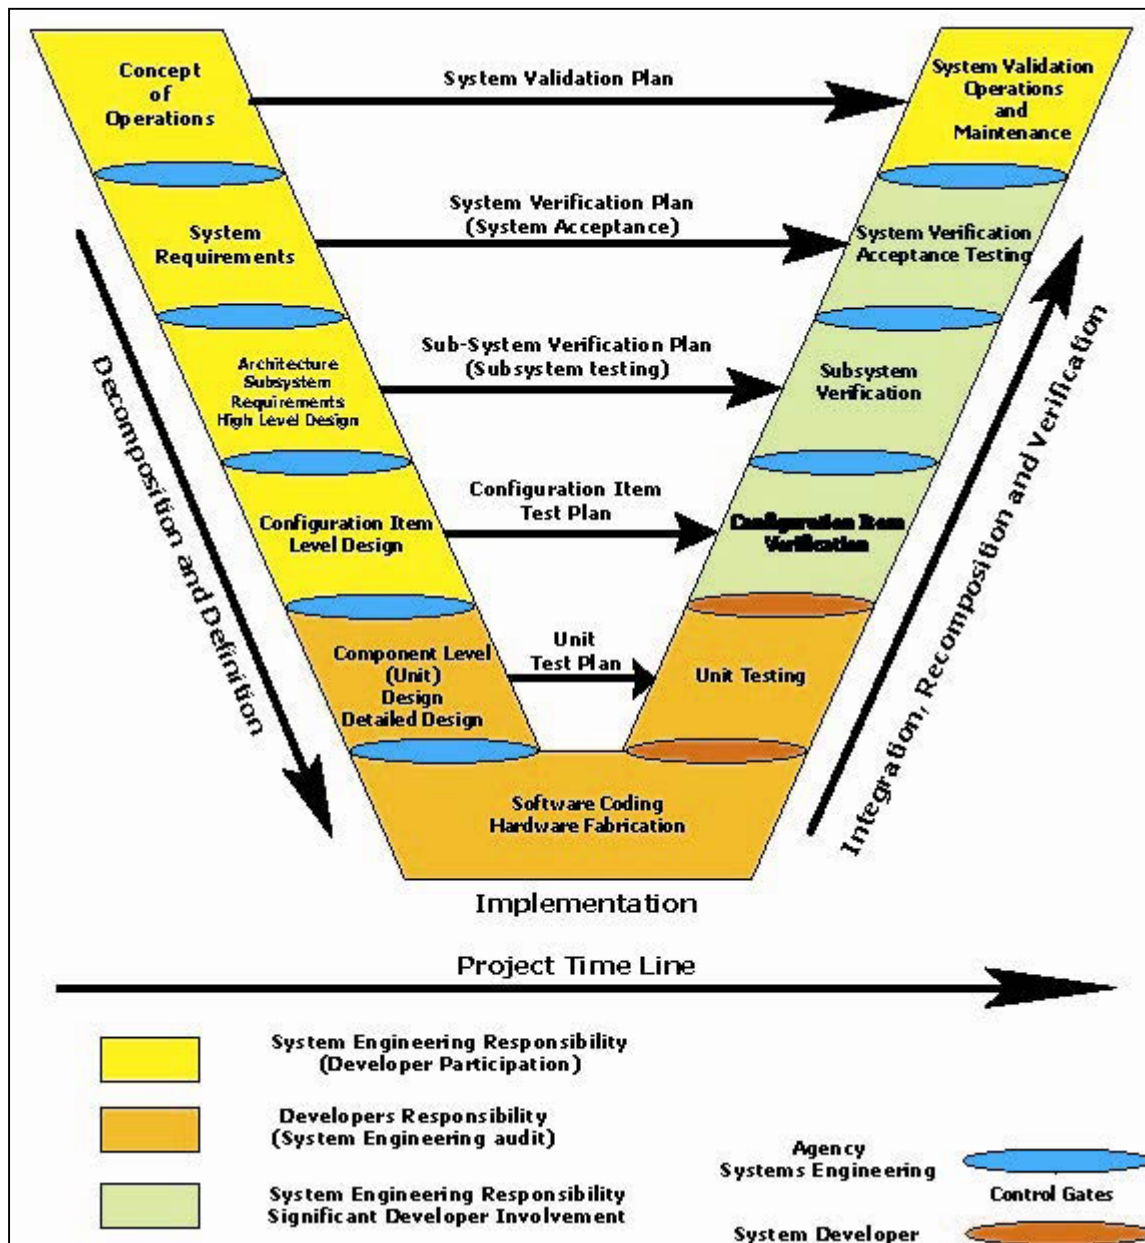 Concept
of
Operations
System Validation Plan
System Validation
Operations
and
Maintenance
System
Requirements
System Verification Plan
(System Acceptance)
System Verification
Acceptance Testing
Architecture
Subsystem
Requirements
High Level Design
Sub-System Verification Plan
(Subsystem testing)
Subsystem
Verification
Configuration Item
Level Design
Configuration Item
Test Plan
Configuration Item
Verification
Component Level
(Unit)
Design
Detailed Design
Unit
Test Plan
Unit Testing
Software Coding
Hardware Fabrication
Decomposition and Definition
Integration, Recomposition and Verification
Implementation
Project Time Line
System Engineering Responsibility
(Developer Participation)
Developers Responsibility
(System Engineering audit)
System Engineering Responsibility
Significant Developer Involvement
Agency
Systems Engineering
Control Gates
System Developer